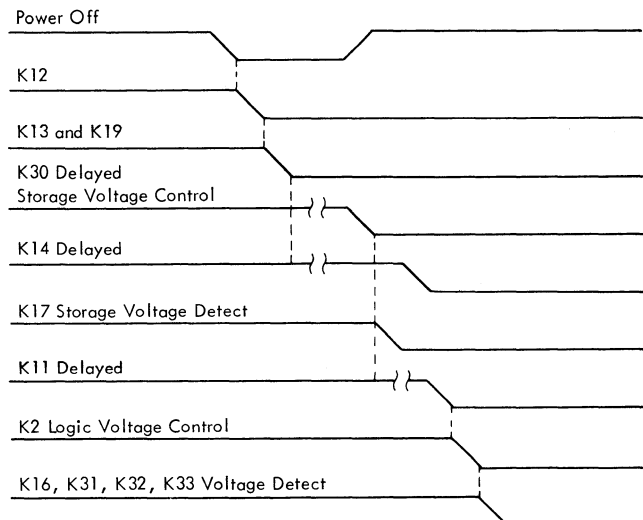 Power Off
K12
K13 and K19
K30 Delayed
Storage Voltage Control
K14 Delayed
K17 Storage Voltage Detect
K11 Delayed
K2 Logic Voltage Control
K16, K31, K32, K33 Voltage Detect